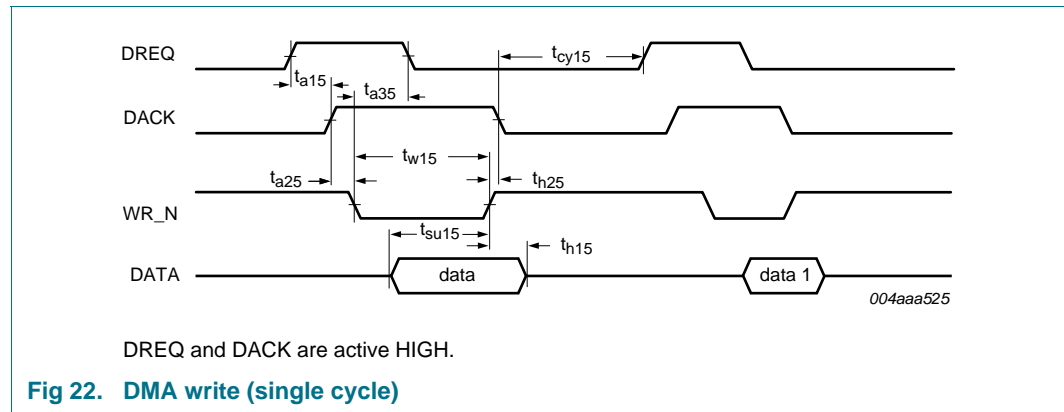 DREQ
t_cy15
t_a15
t_a35
DACK
t_w15
t_a25
t_h25
WR_N
t_su15
t_h15
DATA
data
data 1
004aaa525
DREQ and DACK are active HIGH.
Fig 22. DMA write (single cycle)